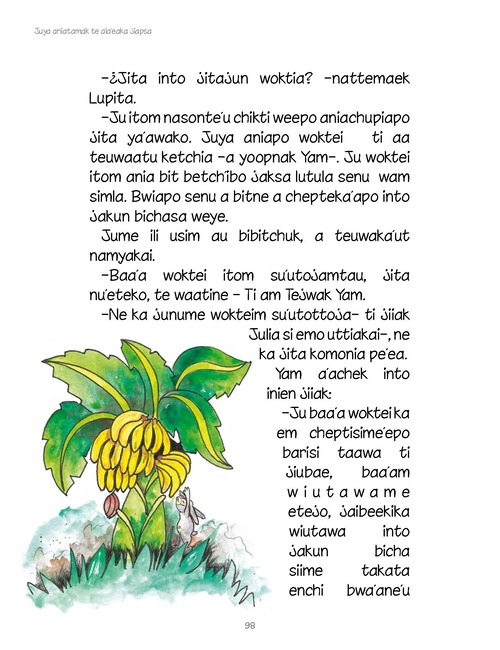 Juya aniatamak te ala'eaka jiapsa
–¿Jita into jitajun woktia? –nattemaek
Lupita.
–Ju itom nasonte'u chikti weepo aniachupiapo
jita ya'awako. Juya aniapo woktei ti aa
teuwaatu ketchia –a yoopnak Yam–. Ju woktei
itom ania bit betchi'ibo jaksa lutula senu wam
simla. Bwiapo senu a bitne a chepteka'apo into
jakun bichasa weye.
Jume ili usim au bibitchuk, a teuwaka'ut
namyakai.
–Baa'a woktei itom su'utojamtau, jita
nu'eteko, te waatine – Ti am Tejwak Yam.
–Ne ka junume wokteim su'utottoja– ti jiiak
Julia si emo uttiakai–, ne
ka jita komonia pe'ea.
Yam a'achek into
inien jiiak:
–Ju baa'a woktei ka
em cheptisime'epo
barisi taawa ti
jiubae, baa'am
wiutawame
etejo, jaibeekika
wiutawa into
jakun bicha
siime takata
enchi bwa'ane'u
98